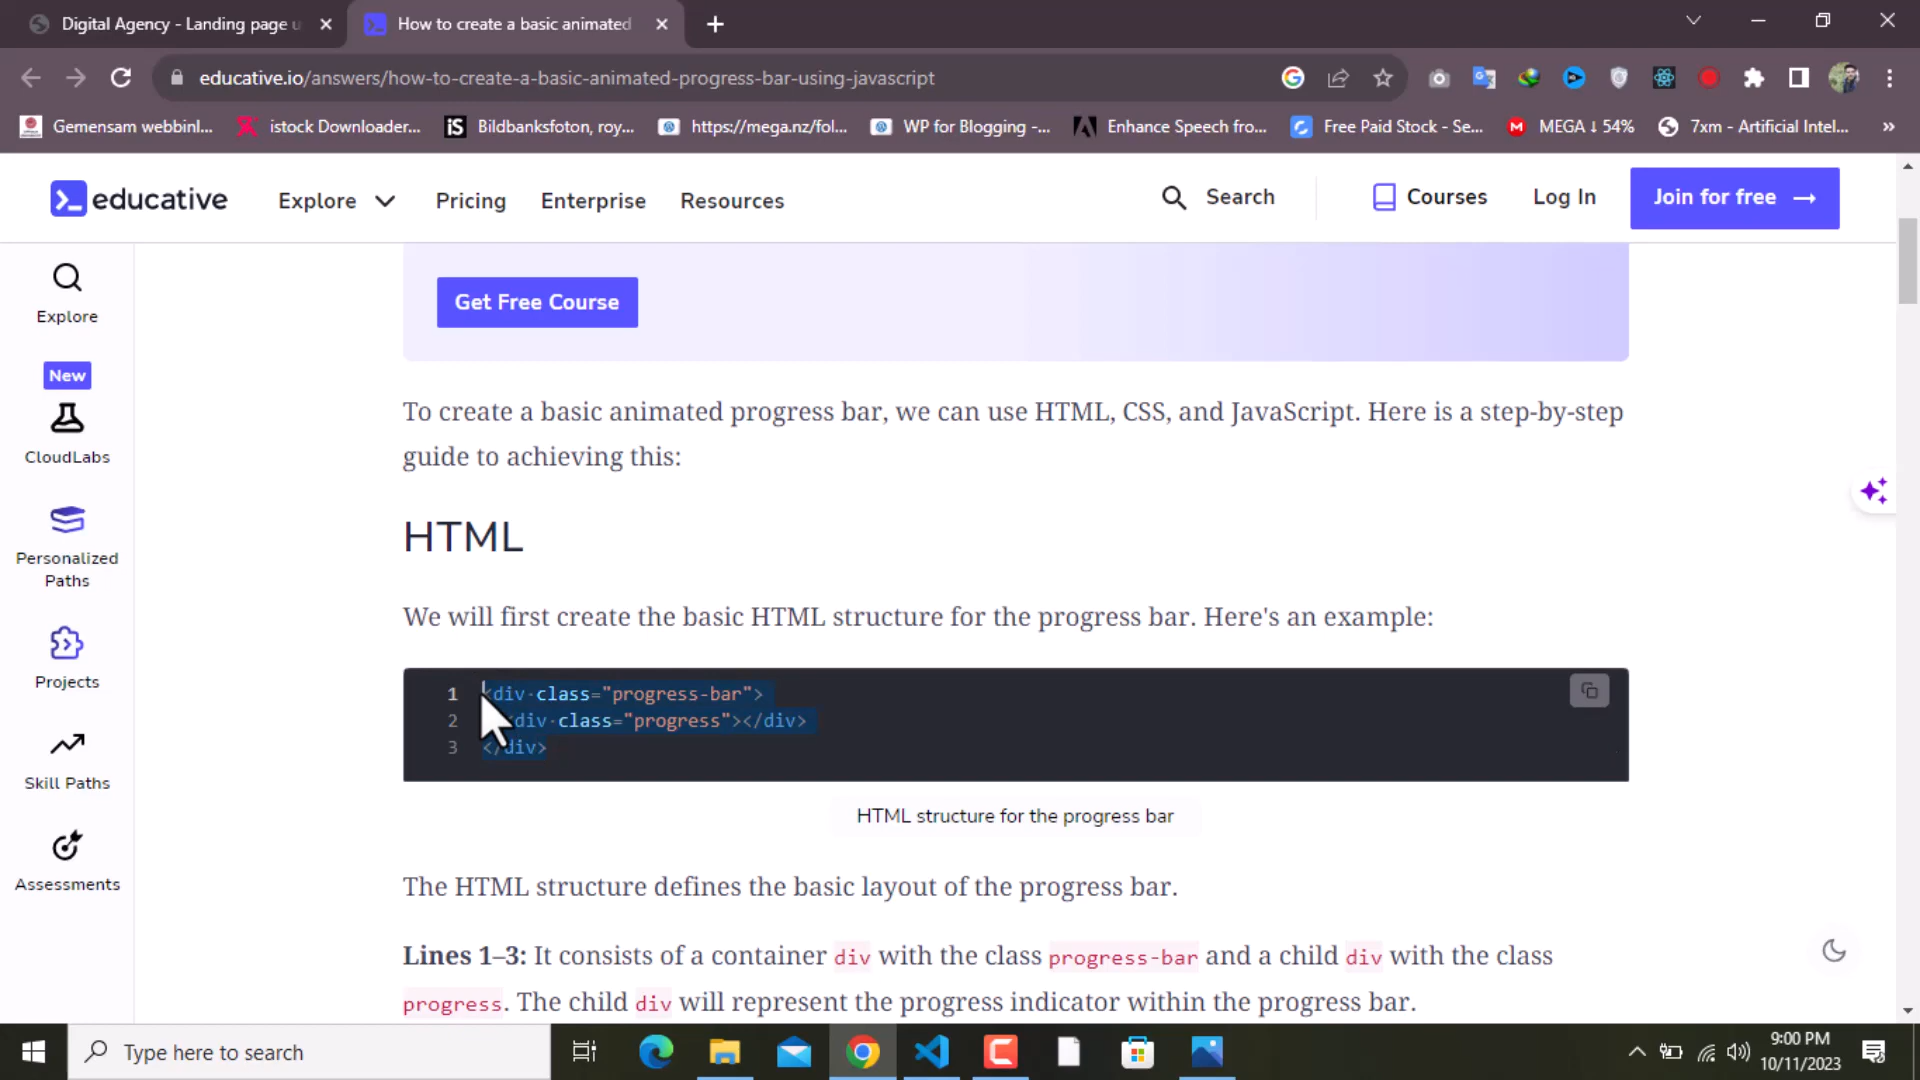 Digital Agency - Landing page u
How to create a basic animated
educative.io/answers/how-to-create-a-basic-animated-progress-bar-using-javascript
Gemensam webbinl...
istock Downloader...
iS Bildbanksfoton, roy...
https://mega.nz/fol...
WP for Blogging -...
Enhance Speech fro...
Free Paid Stock - Se...
M MEGA ↓ 54%
7xm - Artificial Intel...
»
educative
Explore
Pricing
Enterprise
Resources
Search
Courses
Log In
Join for free →
Explore
New
CloudLabs
Personalized
Paths
Projects
Skill Paths
Assessments
Get Free Course
To create a basic animated progress bar, we can use HTML, CSS, and JavaScript. Here is a step-by-step
guide to achieving this:
HTML
We will first create the basic HTML structure for the progress bar. Here's an example:
1 <div·class="progress-bar">
2 div·class="progress"></div>
3 </div>
HTML structure for the progress bar
The HTML structure defines the basic layout of the progress bar.
Lines 1–3: It consists of a container div with the class progress-bar and a child div with the class
progress. The child div will represent the progress indicator within the progress bar.
Type here to search
9:00 PM
10/11/2023